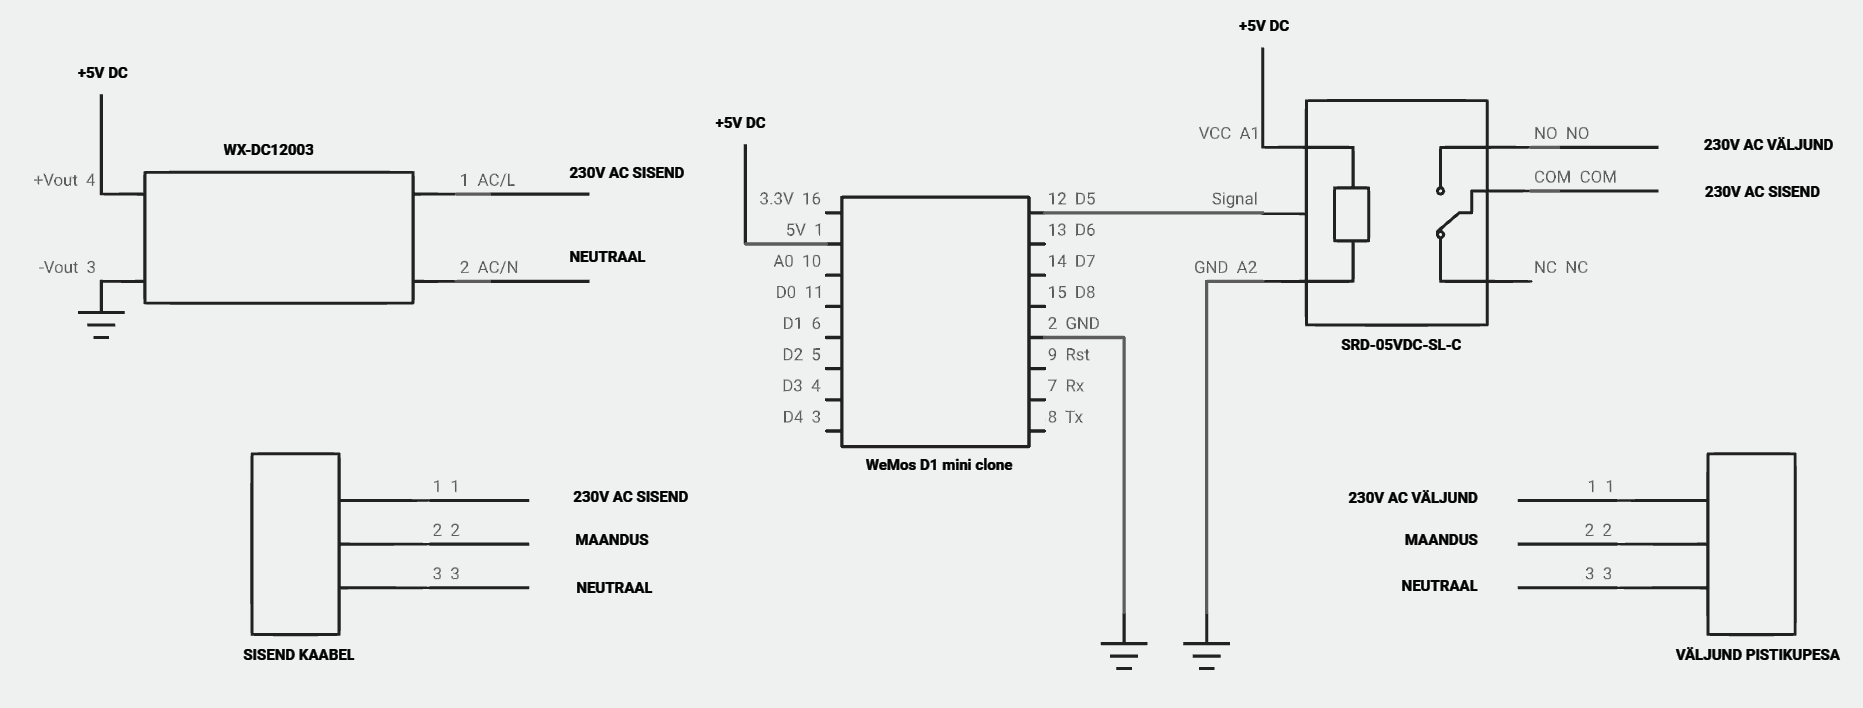 +5V DC
WX-DC12003
+Vout 4
-Vout 3
1 AC/L
230V AC SISEND
2 AC/N
NEUTRAAL
+5V DC
3.3V 16
5V 1
A0 10
D0 11
D1 6
D2 5
D3 4
D4 3
12 D5
13 D6
14 D7
15 D8
2 GND
9 Rst
7 Rx
8 Tx
WeMos D1 mini clone
+5V DC
VCC A1
Signal
GND A2
NO NO
230V AC VÄLJUND
COM COM
230V AC SISEND
NC NC
SRD-05VDC-SL-C
1 1
230V AC SISEND
2 2
MAANDUS
3 3
NEUTRAAL
SISEND KAABEL
230V AC VÄLJUND
1 1
MAANDUS
2 2
NEUTRAAL
3 3
VÄLJUND PISTIKUPESA